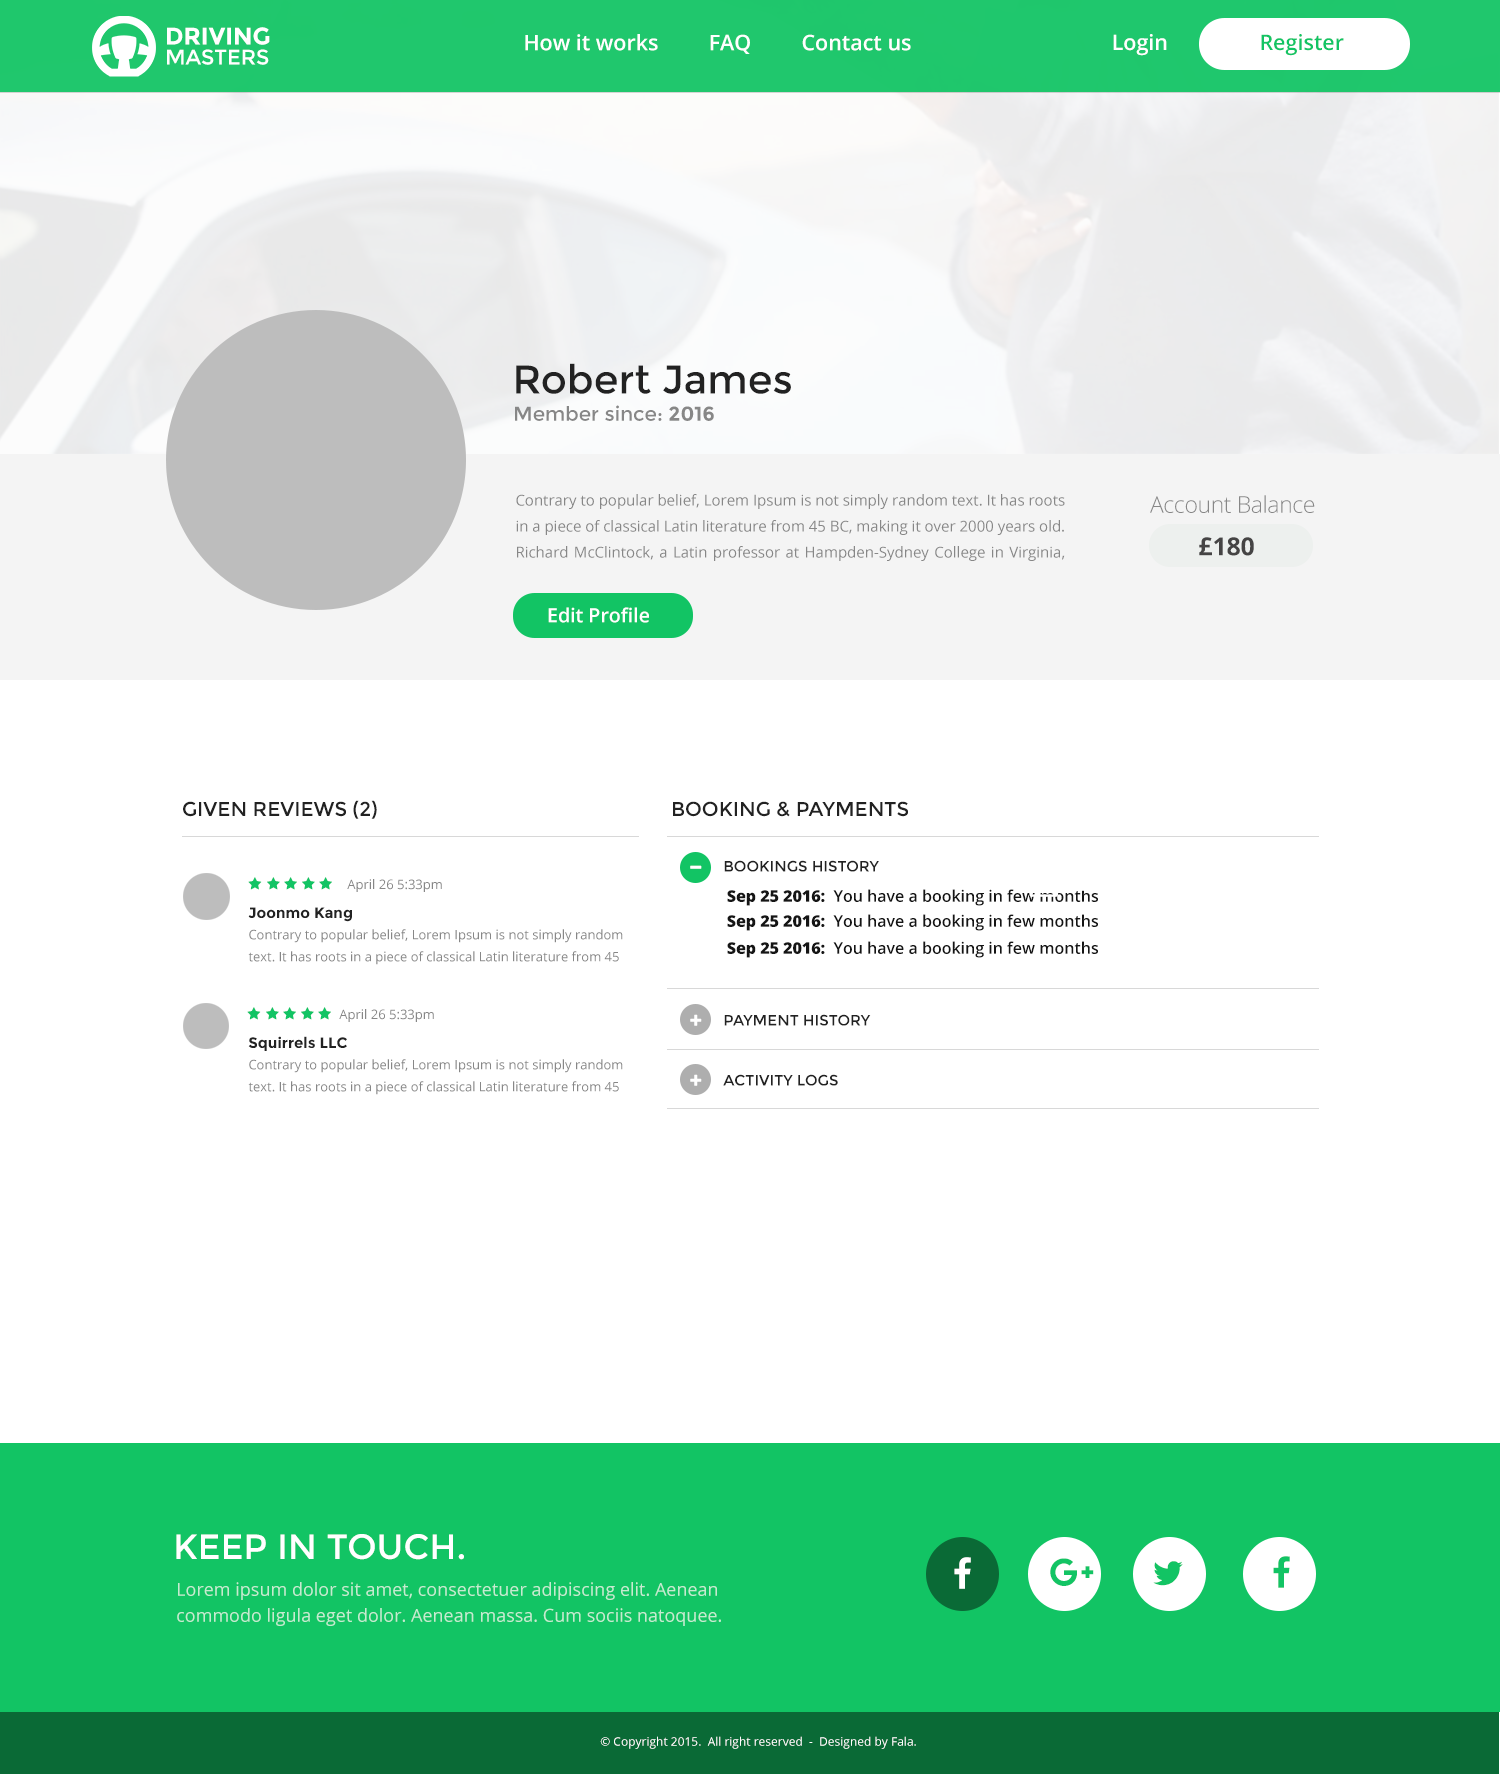 DRIVING
MASTERS
How it works
FAQ
Contact us
Login
Register
Robert James
Member since: 2016
Contrary to popular belief, Lorem Ipsum is not simply random text. It has roots
in a piece of classical Latin literature from 45 BC, making it over 2000 years old.
Richard McClintock, a Latin professor at Hampden-Sydney College in Virginia,
Account Balance
£180
Edit Profile
GIVEN REVIEWS (2)
April 26 5:33pm
Joonmo Kang
Contrary to popular belief, Lorem Ipsum is not simply random
text. It has roots in a piece of classical Latin literature from 45
April 26 5:33pm
Squirrels LLC
Contrary to popular belief, Lorem Ipsum is not simply random
text. It has roots in a piece of classical Latin literature from 45
BOOKING & PAYMENTS
BOOKINGS HISTORY
Sep 25 2016: You have a booking in few months
Sep 25 2016: You have a booking in few months
Sep 25 2016: You have a booking in few months
PAYMENT HISTORY
ACTIVITY LOGS
KEEP IN TOUCH.
Lorem ipsum dolor sit amet, consectetuer adipiscing elit. Aenean
commodo ligula eget dolor. Aenean massa. Cum sociis natoquee.
© Copyright 2015. All right reserved - Designed by Fala.